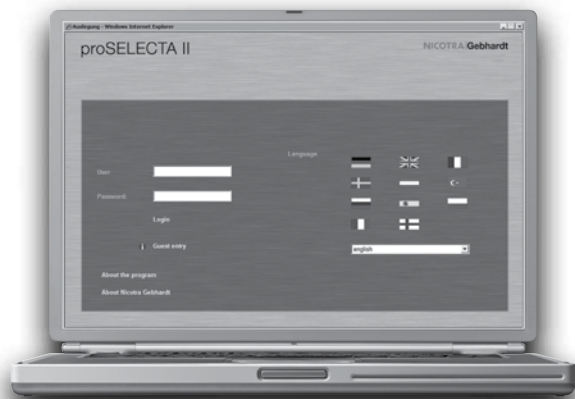 Auslegung - Windows Internet Explorer
proSELECTA II
NICOTRA Gebhardt
Language
User
Password:
Login
i Guest entry
english
About the program
About Nicotra Gebhardt